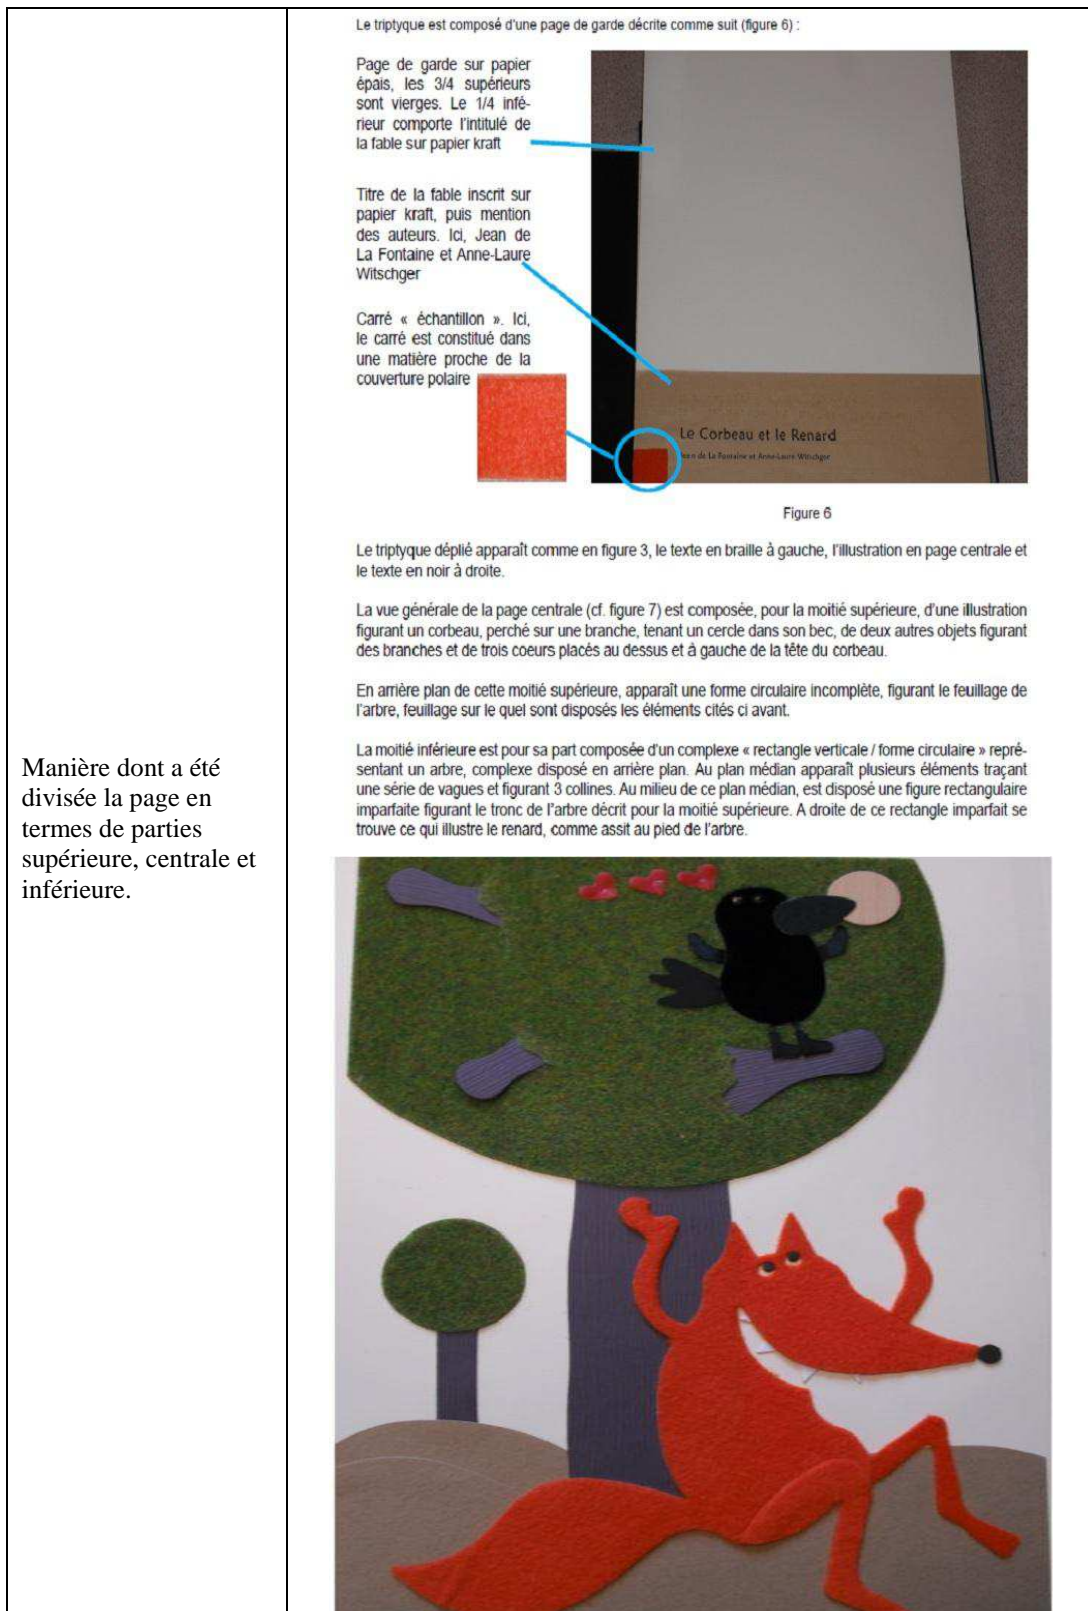 Le triptyque est composé d'une page de garde décrite comme suit (figure 6) :
Page de garde sur papier
épais, les 3/4 supérieurs
sont vierges. Le 1/4 infé-
rieur comporte l'intitulé de
la fable sur papier kraft
Titre de la fable inscrit sur
papier kraft, puis mention
des auteurs. Ici, Jean de
La Fontaine et Anne-Laure
Witschger
Carré « échantillon ». Ici,
le carré est constitué dans
une matière proche de la
couverture polaire
Le Corbeau et le Renard
Jean de La Fontaine et Anne-Laure Witschger
Figure 6
Le triptyque déplié apparaît comme en figure 3, le texte en braille à gauche, l'illustration en page centrale et
le texte en noir à droite.
La vue générale de la page centrale (cf. figure 7) est composée, pour la moitié supérieure, d'une illustration
figurant un corbeau, perché sur une branche, tenant un cercle dans son bec, de deux autres objets figurant
des branches et de trois coeurs placés au dessus et à gauche de la tête du corbeau.
En arrière plan de cette moitié supérieure, apparaît une forme circulaire incomplète, figurant le feuillage de
l'arbre, feuillage sur le quel sont disposés les éléments cités ci avant.
La moitié inférieure est pour sa part composée d'un complexe « rectangle verticale / forme circulaire » repré-
sentant un arbre, complexe disposé en arrière plan. Au plan médian apparaît plusieurs éléments traçant
une série de vagues et figurant 3 collines. Au milieu de ce plan médian, est disposé une figure rectangulaire
imparfaite figurant le tronc de l'arbre décrit pour la moitié supérieure. A droite de ce rectangle imparfait se
trouve ce qui illustre le renard, comme assit au pied de l'arbre.
Manière dont a été
divisée la page en
termes de parties
supérieure, centrale et
inférieure.